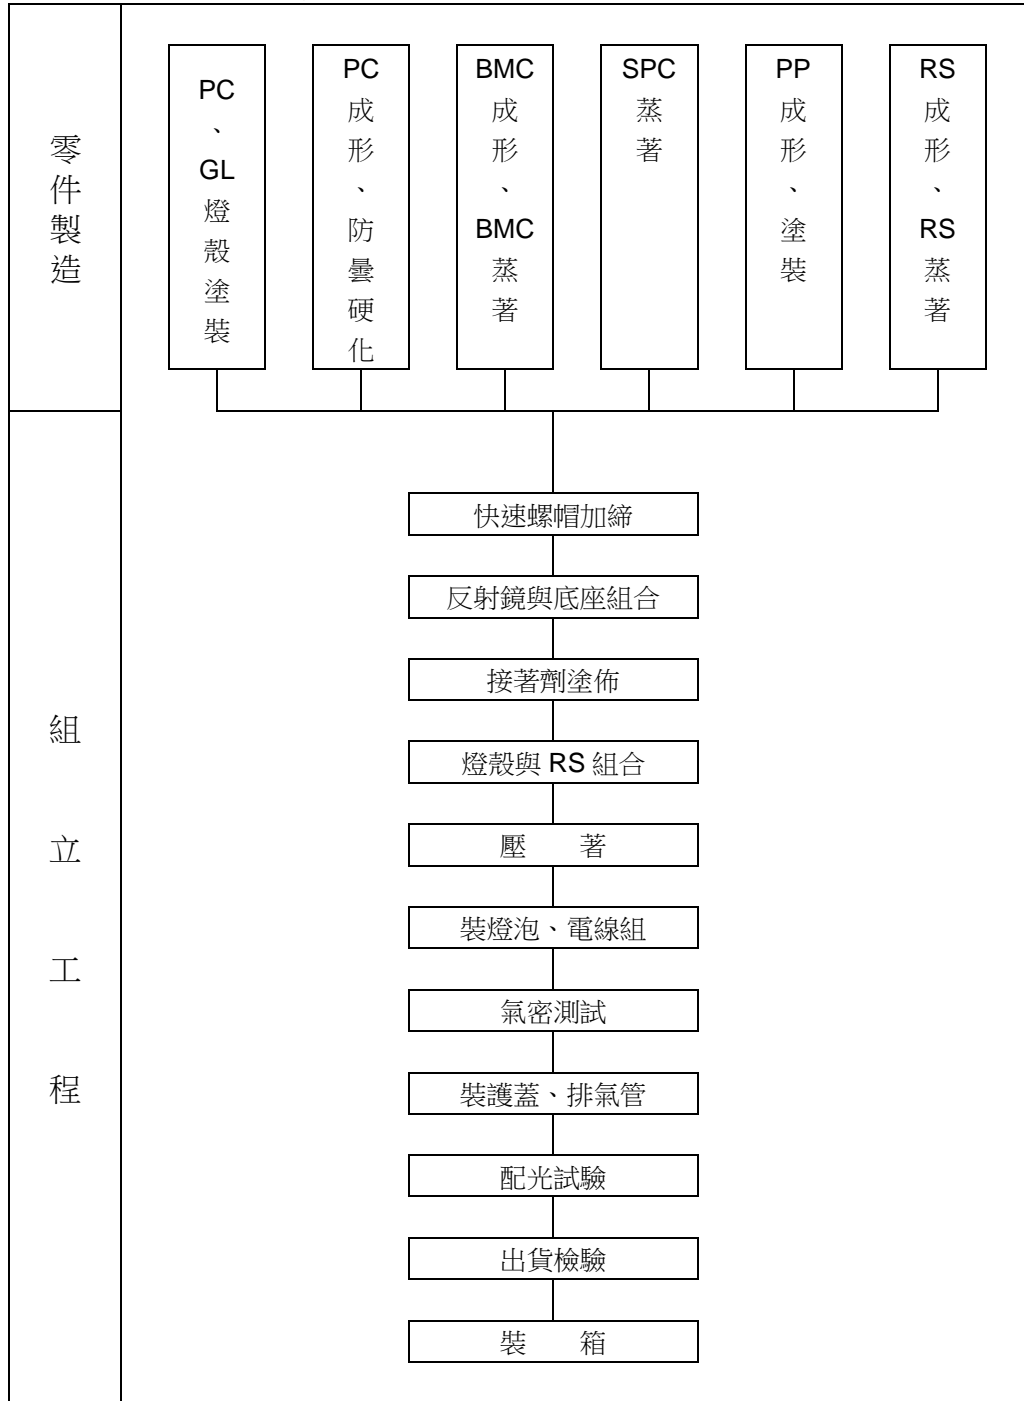 零件製造
PC、GL燈殼塗裝
PC成形、防曇硬化
BMC成形、BMC蒸著
SPC蒸著
PP成形、塗裝
RS成形、RS蒸著
組立工程
快速螺帽加締
反射鏡與底座組合
接著劑塗佈
燈殼與 RS 組合
壓　　著
裝燈泡、電線組
氣密測試
裝護蓋、排氣管
配光試驗
出貨檢驗
裝　　箱